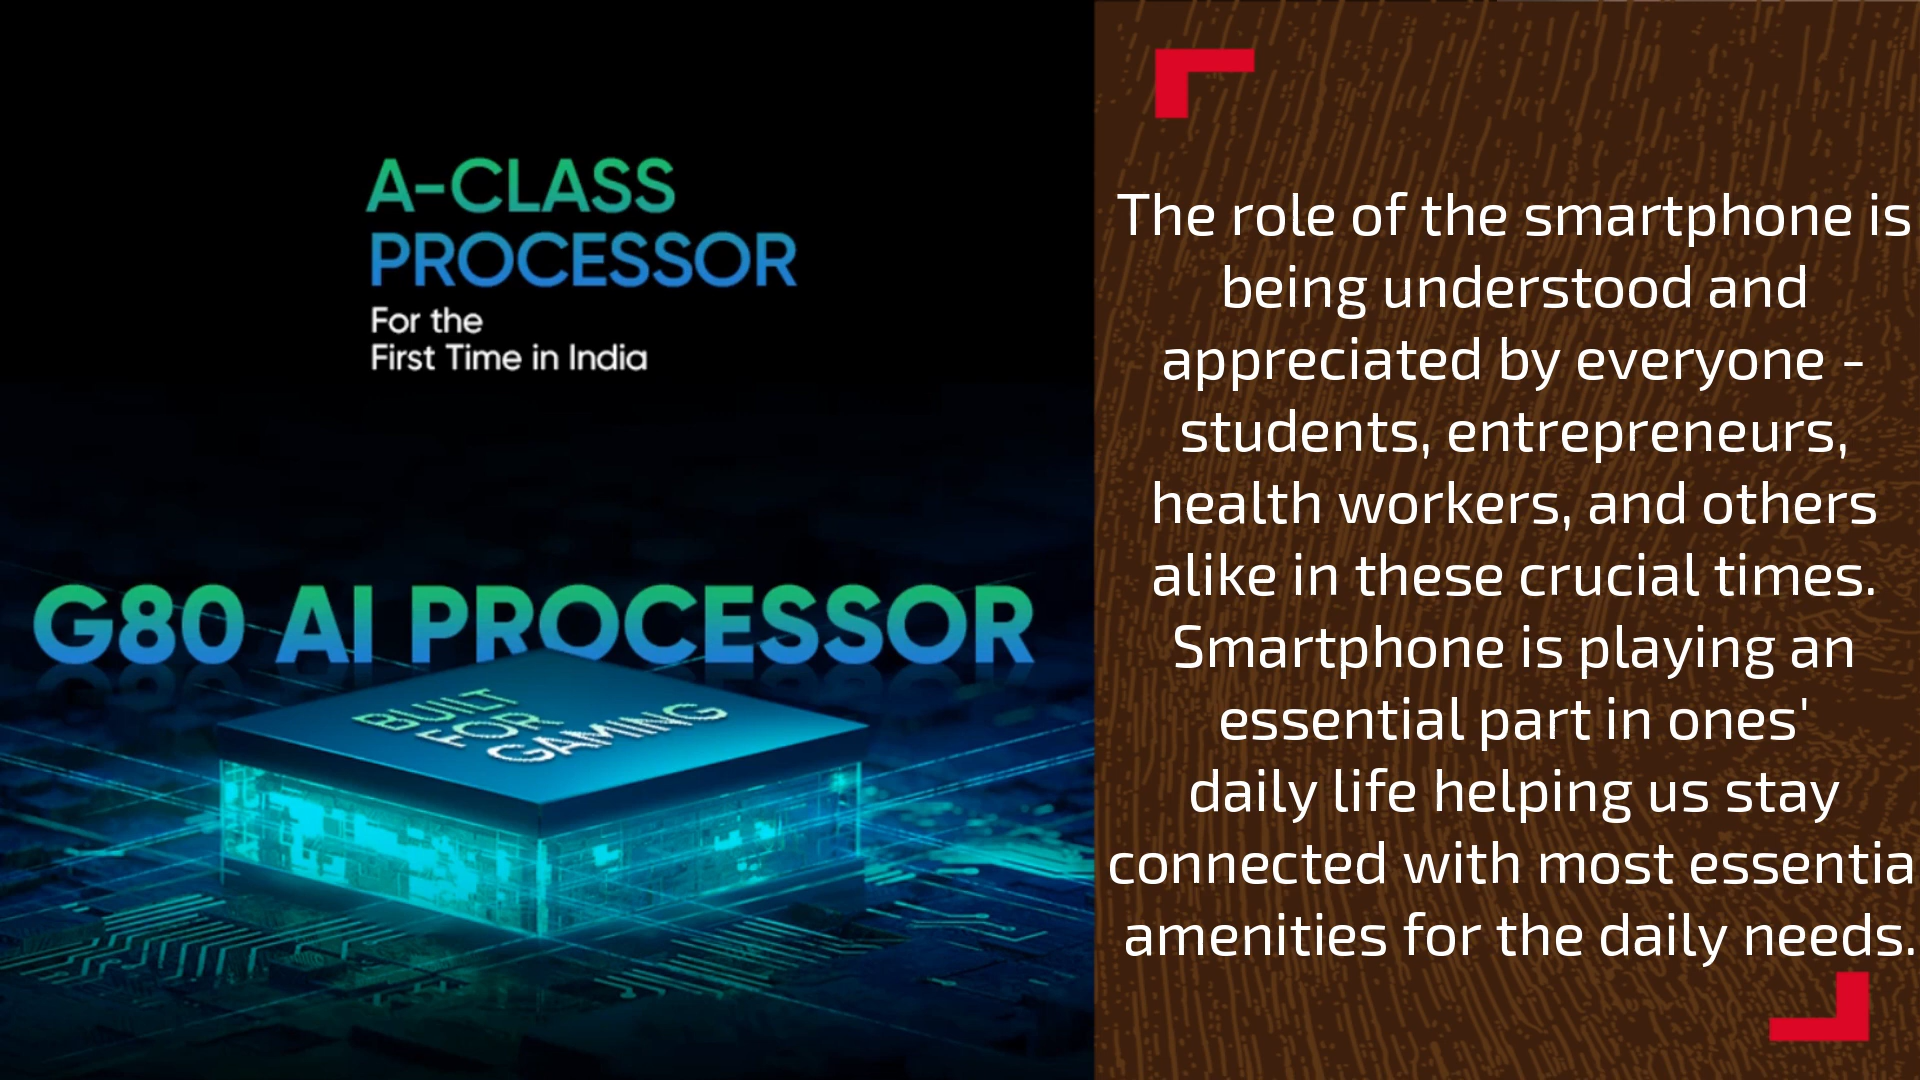 A-CLASS
PROCESSOR
For the
First Time in India
G80 AI PROCESSOR
BUILT
FOR
GAMING
The role of the smartphone is
being understood and
appreciated by everyone -
students, entrepreneurs,
health workers, and others
alike in these crucial times.
Smartphone is playing an
essential part in ones'
daily life helping us stay
connected with most essentia
amenities for the daily needs.